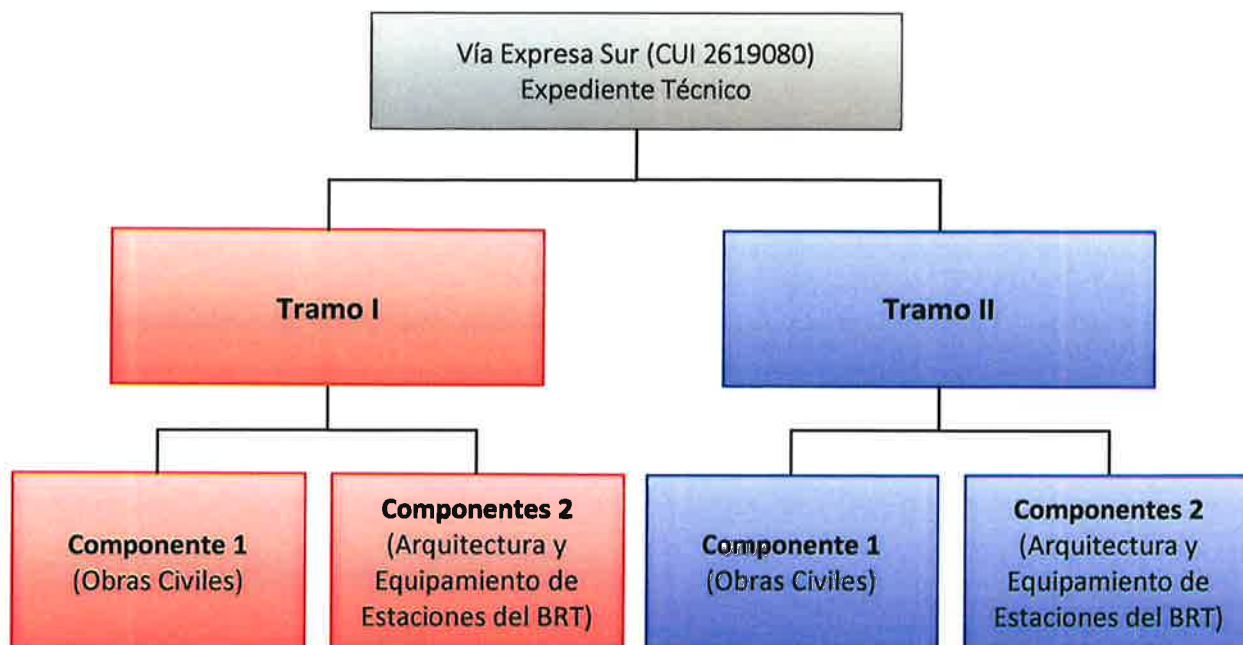 Vía Expresa Sur (CUI 2619080)
Expediente Técnico
Tramo I
Tramo II
Componente 1
(Obras Civiles)
Componentes 2
(Arquitectura y
Equipamiento de
Estaciones del BRT)
Componente 1
(Obras Civiles)
Componentes 2
(Arquitectura y
Equipamiento de
Estaciones del BRT)